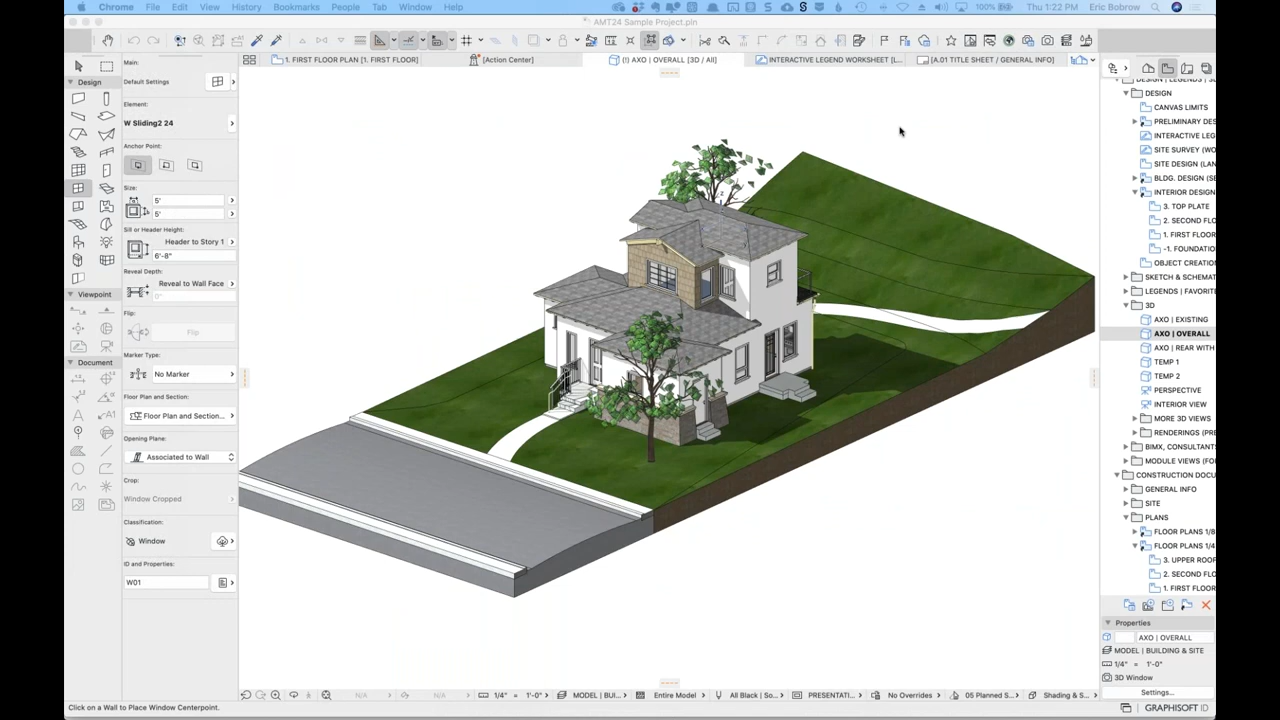 Chrome File Edit View History Bookmarks People Tab Window Help 100% Thu 1:22 PM Eric Bobrow
AMT24 Sample Project.pln
1. FIRST FLOOR PLAN [1. FIRST FLOOR] [Action Center] (!) AXO | OVERALL [3D / All] INTERACTIVE LEGEND WORKSHEET [I... [A.01 TITLE SHEET / GENERAL INFO]
Main:
Design
Default Settings
Element:
W Sliding2 24
Anchor Point:
Size:
5'
5'
Sill or Header Height:
Header to Story 1
6'-8"
Reveal Depth:
Reveal to Wall Face
0"
Viewpoint
Flip:
Flip
Marker Type:
Document
No Marker
Floor Plan and Section:
Floor Plan and Section...
Opening Plane:
Associated to Wall
Crop:
Window Cropped
Classification:
Window
ID and Properties:
W01
DESIGN
CANVAS LIMITS
PRELIMINARY DES
INTERACTIVE LEG
SITE SURVEY (WO
SITE DESIGN (LAN
BLDG. DESIGN (SE
INTERIOR DESIGN
3. TOP PLATE
2. SECOND FL
1. FIRST FLOOR
-1. FOUNDATIO
OBJECT CREATION
SKETCH & SCHEMA
LEGENDS | FAVORIT
3D
AXO | EXISTING
AXO | OVERALL
AXO | REAR WITH
TEMP 1
TEMP 2
PERSPECTIVE
INTERIOR VIEW
MORE 3D VIEWS
RENDERINGS (PRE
BIMX, CONSULTANTS
MODULE VIEWS (FO
CONSTRUCTION DOCU
GENERAL INFO
SITE
PLANS
FLOOR PLANS 1/8
FLOOR PLANS 1/4
3. UPPER ROOF
2. SECOND FLO
1. FIRST FLOOR
Properties
AXO | OVERALL
MODEL | BUILDING & SITE
1/4" = 1'-0"
3D Window
Settings...
N/A N/A 1/4" = 1'-0" MODEL | BUI... Entire Model All Black | So... PRESENTATI... No Overrides 05 Planned S... Shading & S...
Click on a Wall to Place Window Centerpoint.
GRAPHISOFT ID